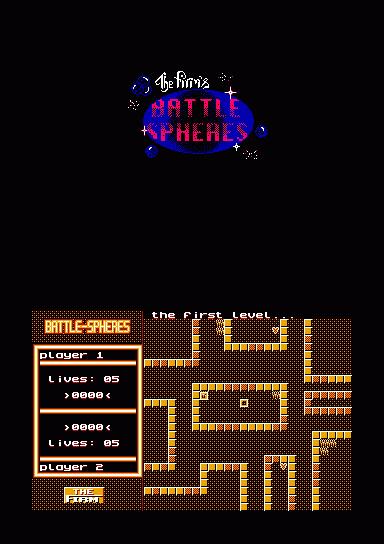 The Firm's
BATTLE
SPHERES
the first level...
BATTLE-SPHERES
player 1
Lives: 05
>0000<
>0000<
Lives: 05
player 2
THE
FIRM